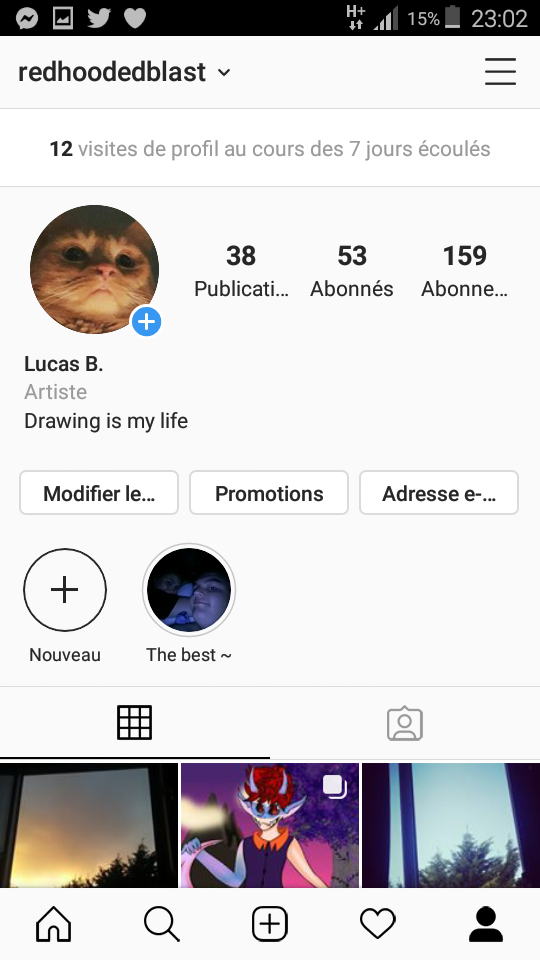 H+ 15% 23:02
redhoodedblast
12 visites de profil au cours des 7 jours écoulés
38 53 159
Publicati... Abonnés Abonne...
Lucas B.
Artiste
Drawing is my life
Modifier le... Promotions Adresse e-...
Nouveau The best ~